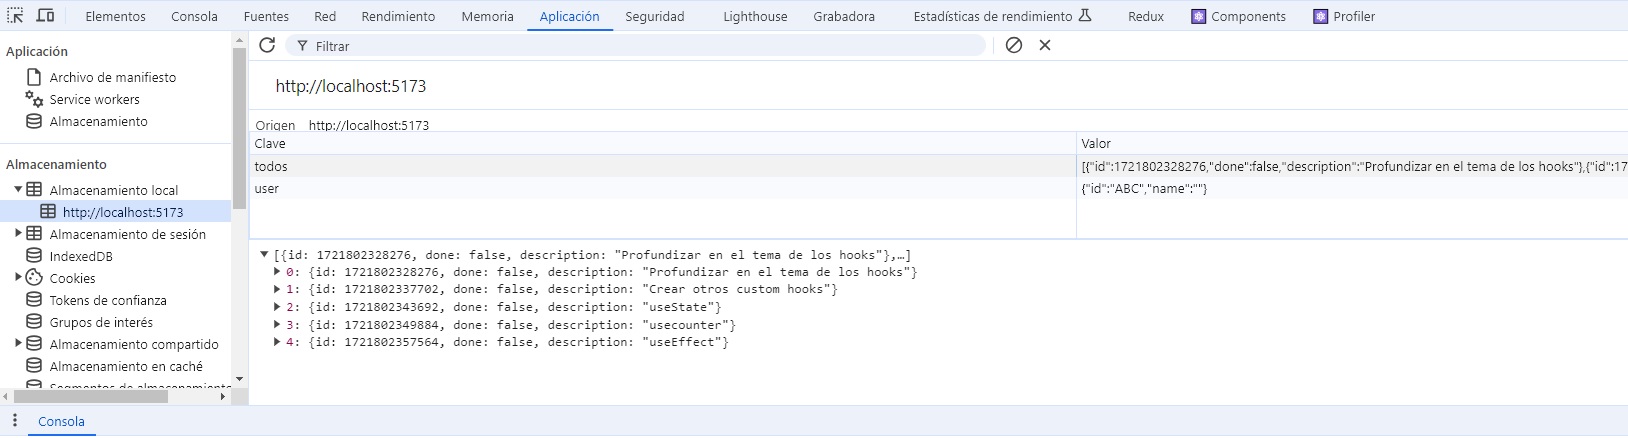 Elementos Consola Fuentes Red Rendimiento Memoria Aplicación Seguridad Lighthouse Grabadora Estadísticas de rendimiento Redux Components Profiler
Aplicación
Archivo de manifiesto
Service workers
Almacenamiento
Almacenamiento
Almacenamiento local
http://localhost:5173
Almacenamiento de sesión
IndexedDB
Cookies
Tokens de confianza
Grupos de interés
Almacenamiento compartido
Almacenamiento en caché
Segmentos de almacenamiento
Filtrar
http://localhost:5173
Origen http://localhost:5173
Clave Valor
todos [{"id":1721802328276,"done":false,"description":"Profundizar en el tema de los hooks"},{"id":17
user {"id":"ABC","name":""}
[{id: 1721802328276, done: false, description: "Profundizar en el tema de los hooks"},…]
0: {id: 1721802328276, done: false, description: "Profundizar en el tema de los hooks"}
1: {id: 1721802337702, done: false, description: "Crear otros custom hooks"}
2: {id: 1721802343692, done: false, description: "useState"}
3: {id: 1721802349884, done: false, description: "usecounter"}
4: {id: 1721802357564, done: false, description: "useEffect"}
Consola